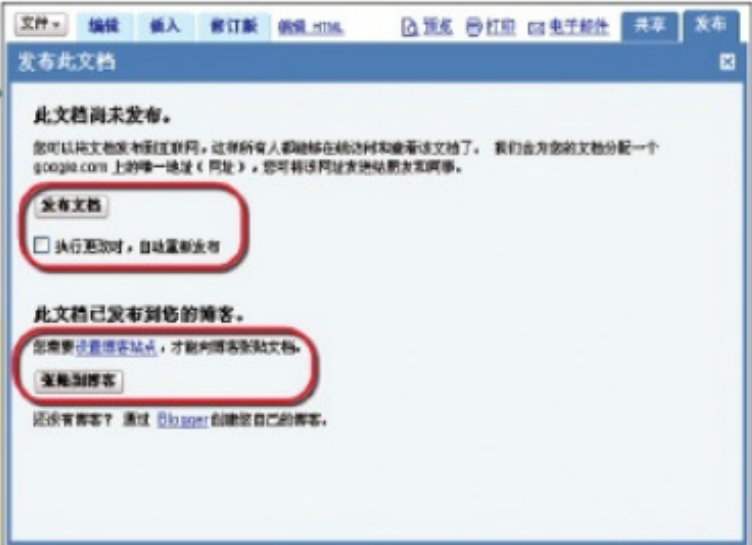 文件 编辑 插入 修订版 编辑 HTML 预览 打印 电子邮件 共享 发布
发布此文档
此文档尚未发布。
您可以将文档发布到互联网，这样所有人都能够在线访问和查看该文档了。 我们会为您的文档分配一个
google.com 上的唯一地址（网址），您可将该网址发送给朋友和同事。
发布文档
执行更改时，自动重新发布
此文档已发布到您的博客。
您需要设置博客站点，才能向博客张贴文档。
张贴到博客
还没有博客？ 通过 Blogger 创建您自己的博客。